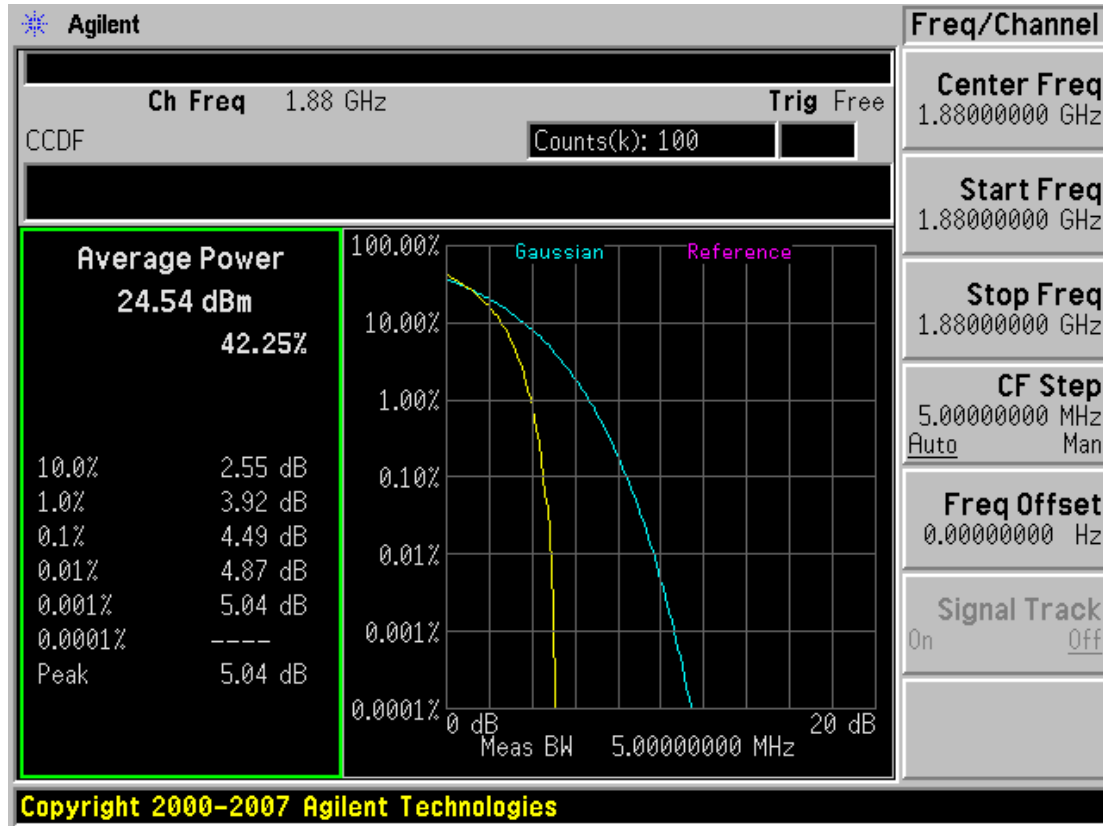 Agilent
Ch Freq 1.88 GHz Trig Free
CCDF Counts(k): 100
Average Power
24.54 dBm
42.25%
10.0% 2.55 dB
1.0% 3.92 dB
0.1% 4.49 dB
0.01% 4.87 dB
0.001% 5.04 dB
0.0001% ----
Peak 5.04 dB
Gaussian Reference
100.00%
10.00%
1.00%
0.10%
0.01%
0.001%
0.0001%
0 dB 20 dB
Meas BW 5.00000000 MHz
Freq/Channel
Center Freq
1.88000000 GHz
Start Freq
1.88000000 GHz
Stop Freq
1.88000000 GHz
CF Step
5.00000000 MHz
Auto Man
Freq Offset
0.00000000 Hz
Signal Track
On Off
Copyright 2000-2007 Agilent Technologies